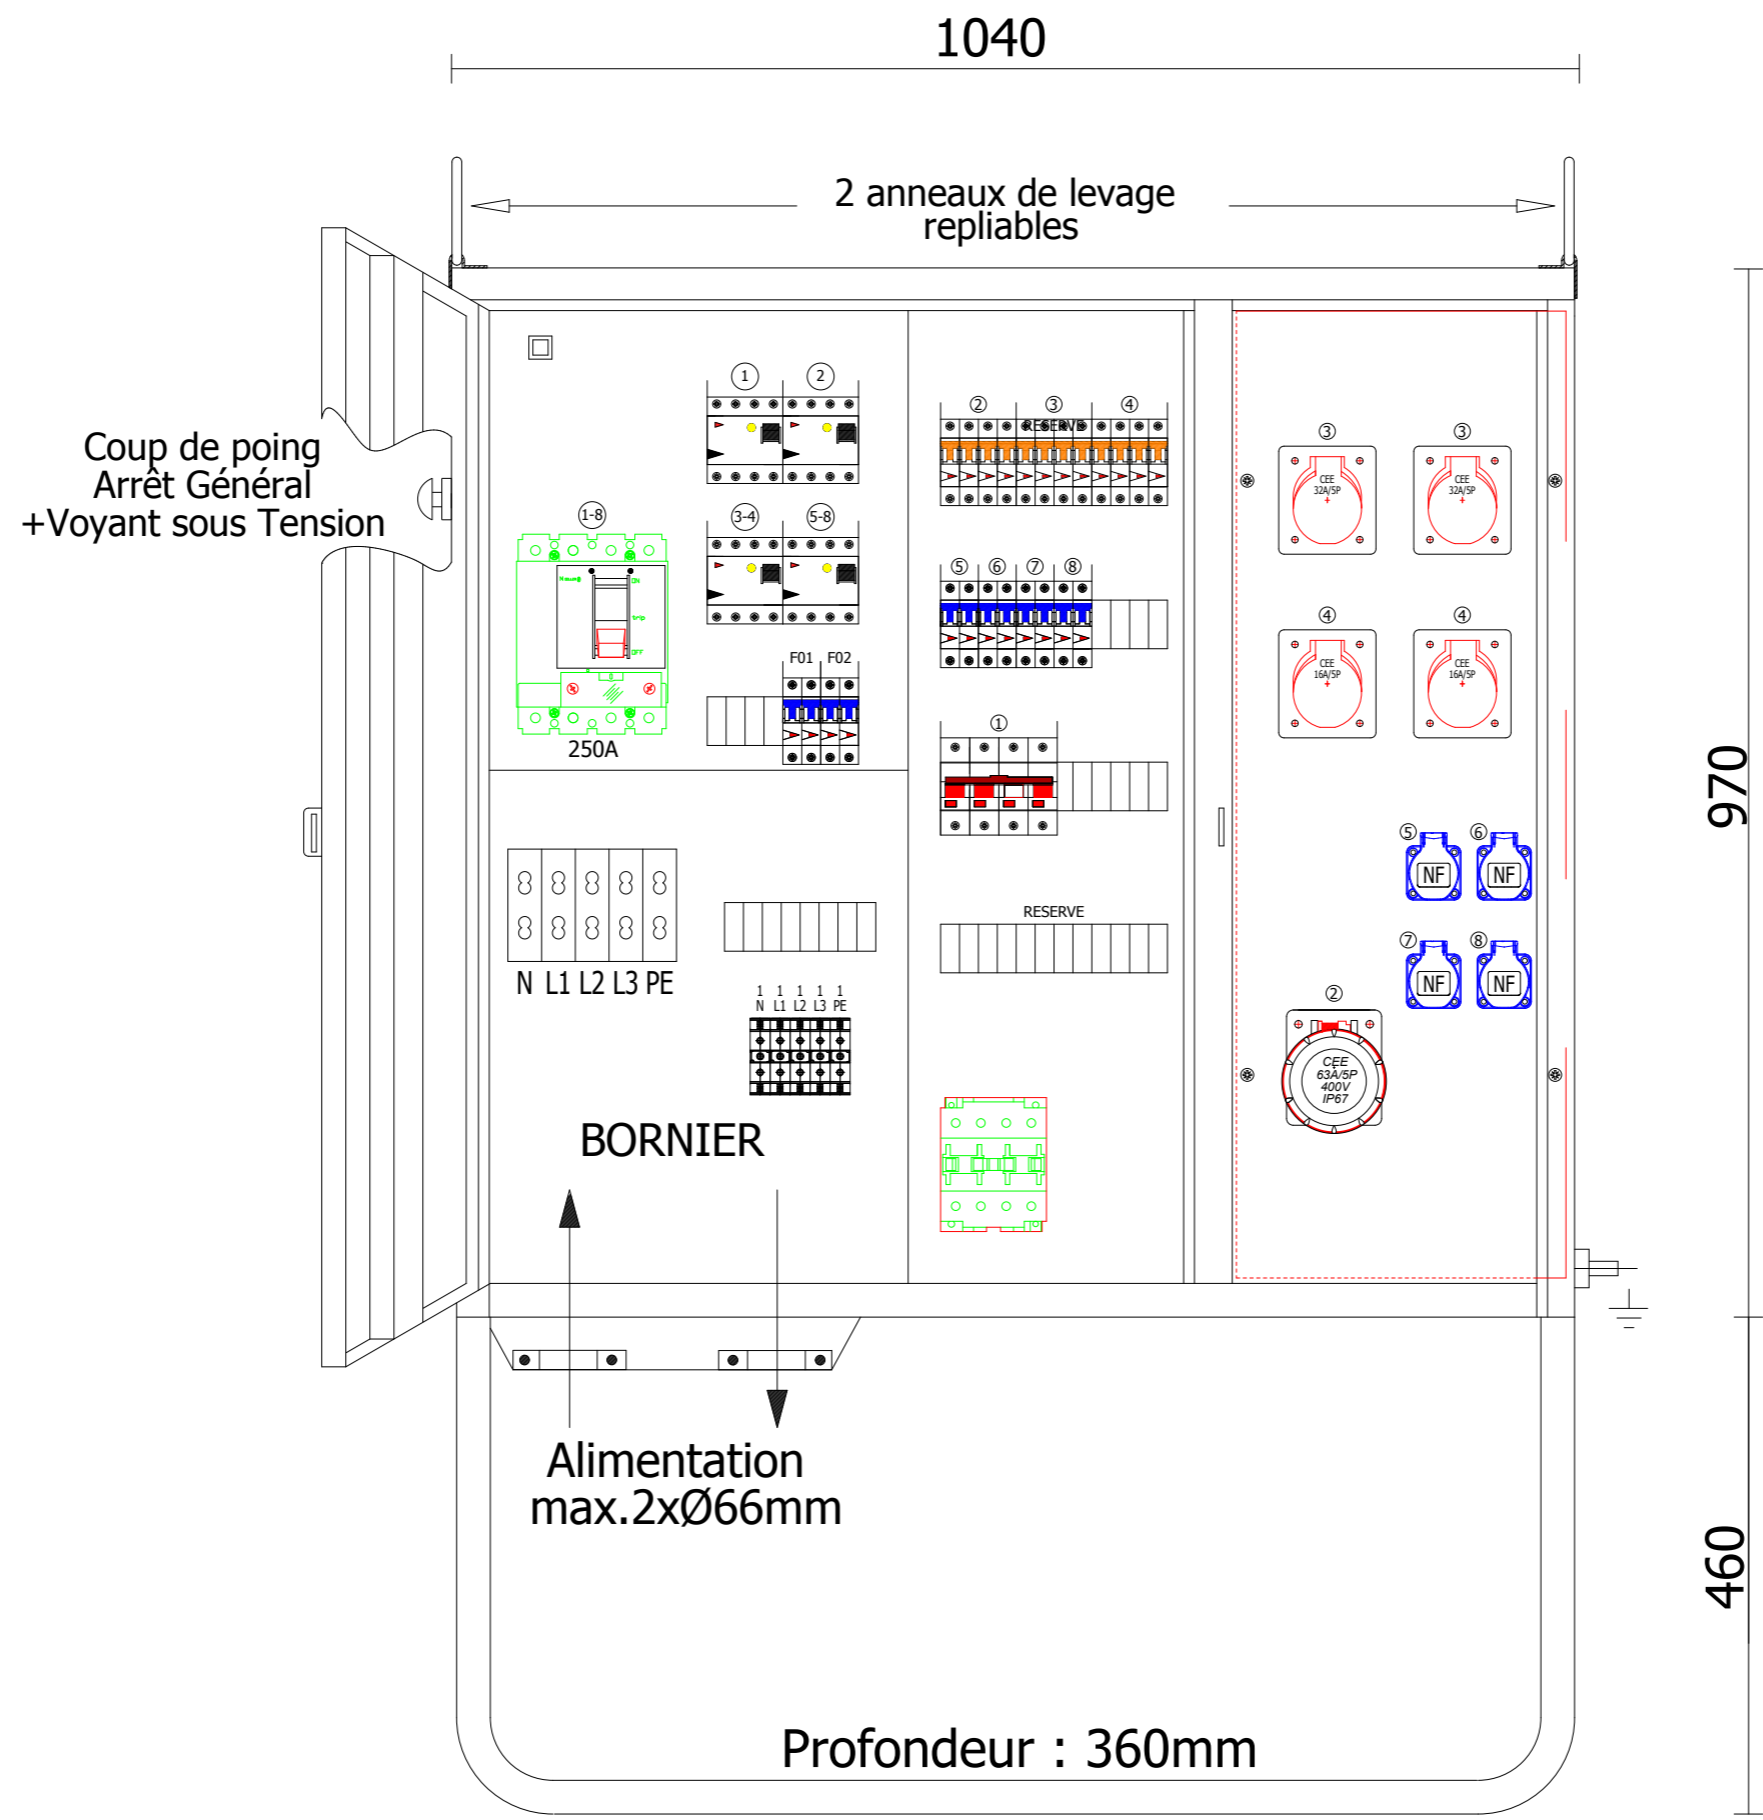 1040
2 anneaux de levage
repliables
Coup de poing
Arrêt Général
+Voyant sous Tension
1 2
3-4 5-8
1-8
ON
trip
OFF
250A
F01 F02
② ③ ④
RESERVE
⑤ ⑥ ⑦ ⑧
①
RESERVE
③ ③
CEE
32A/5P
CEE
32A/5P
④ ④
CEE
16A/5P
CEE
16A/5P
⑤ ⑥
NF NF
⑦ ⑧
NF NF
②
CEE
63A/5P
400V
IP67
N L1 L2 L3 PE
1 1 1 1 1
N L1 L2 L3 PE
BORNIER
Alimentation
max.2xØ66mm
Profondeur : 360mm
970
460